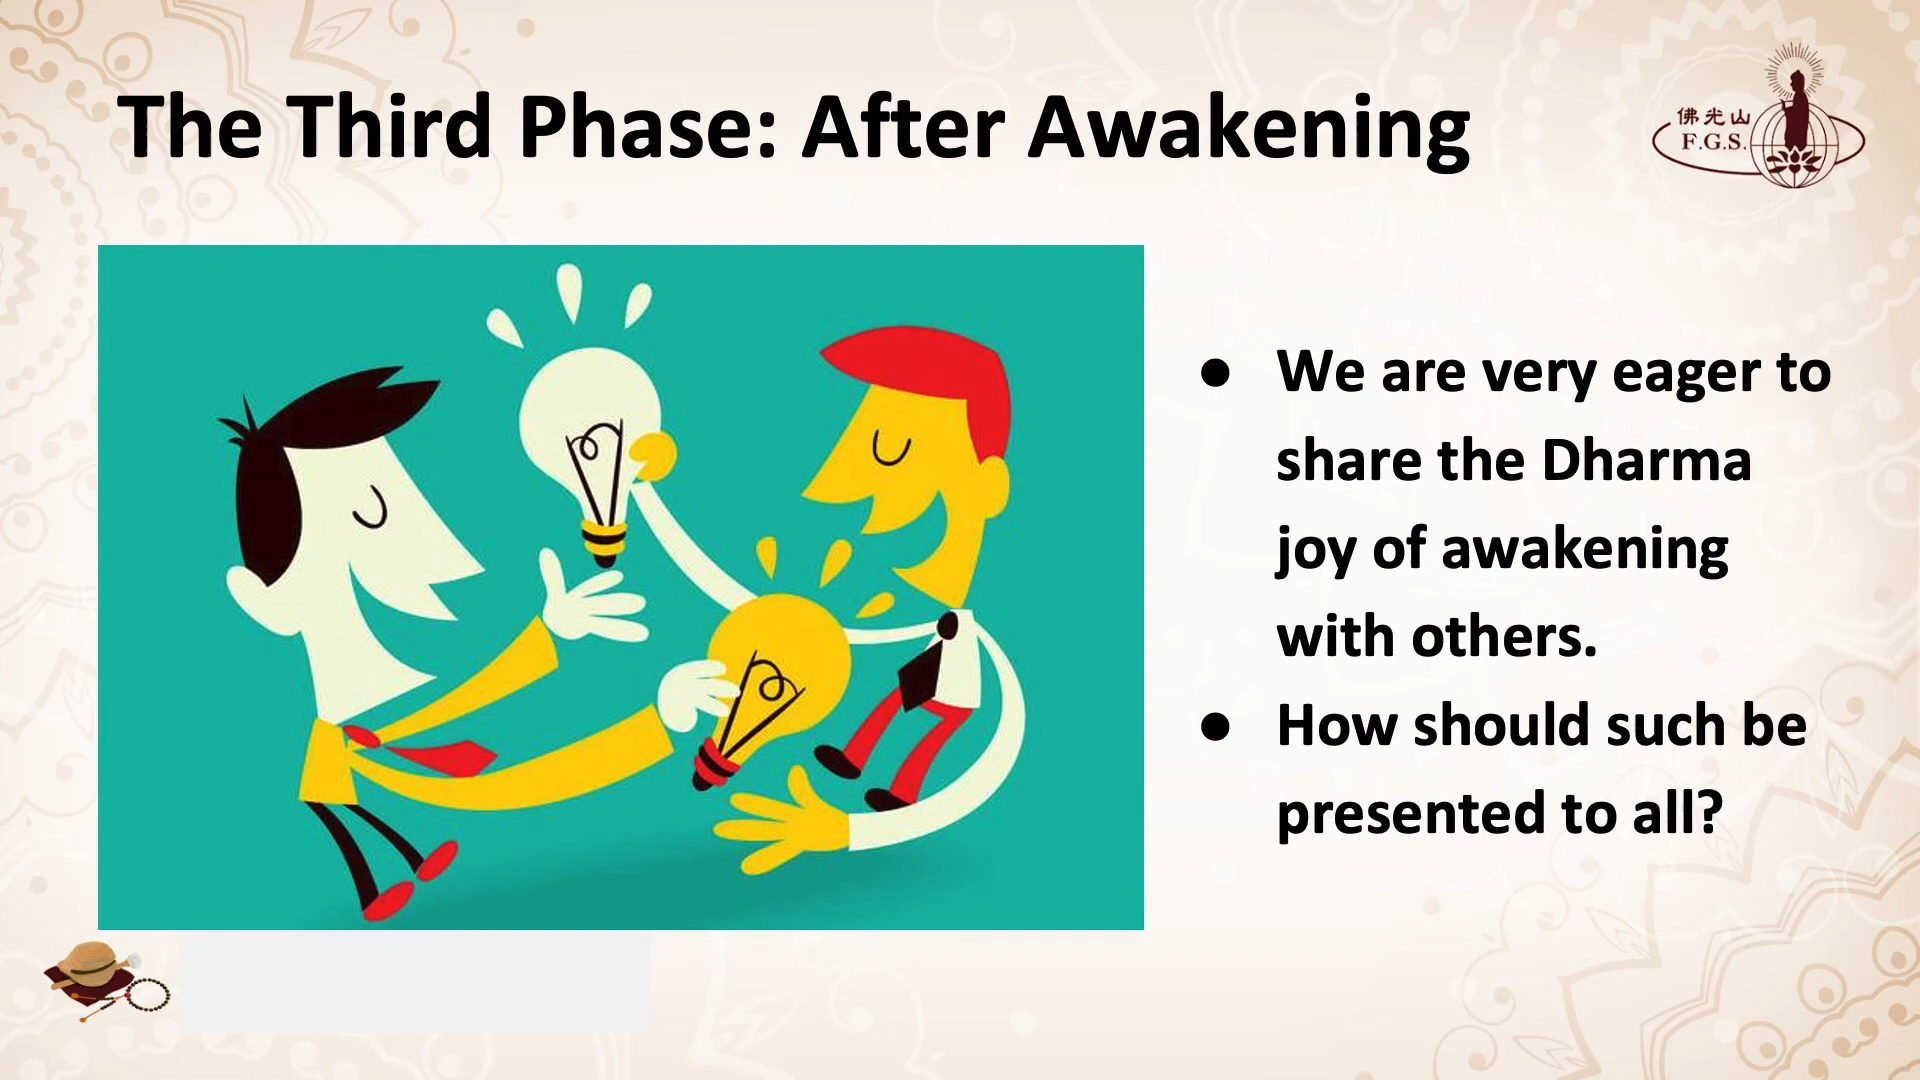 The Third Phase: After Awakening
佛光山
F.G.S.
● We are very eager to
share the Dharma
joy of awakening
with others.
● How should such be
presented to all?